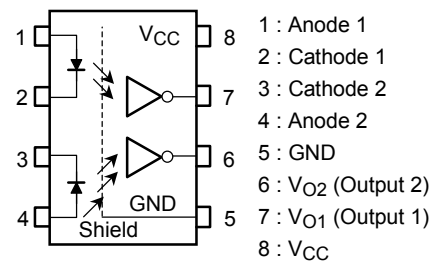 1 VCC 8
2 7
3 6
4 GND 5
Shield
1 : Anode 1
2 : Cathode 1
3 : Cathode 2
4 : Anode 2
5 : GND
6 : VO2 (Output 2)
7 : VO1 (Output 1)
8 : VCC